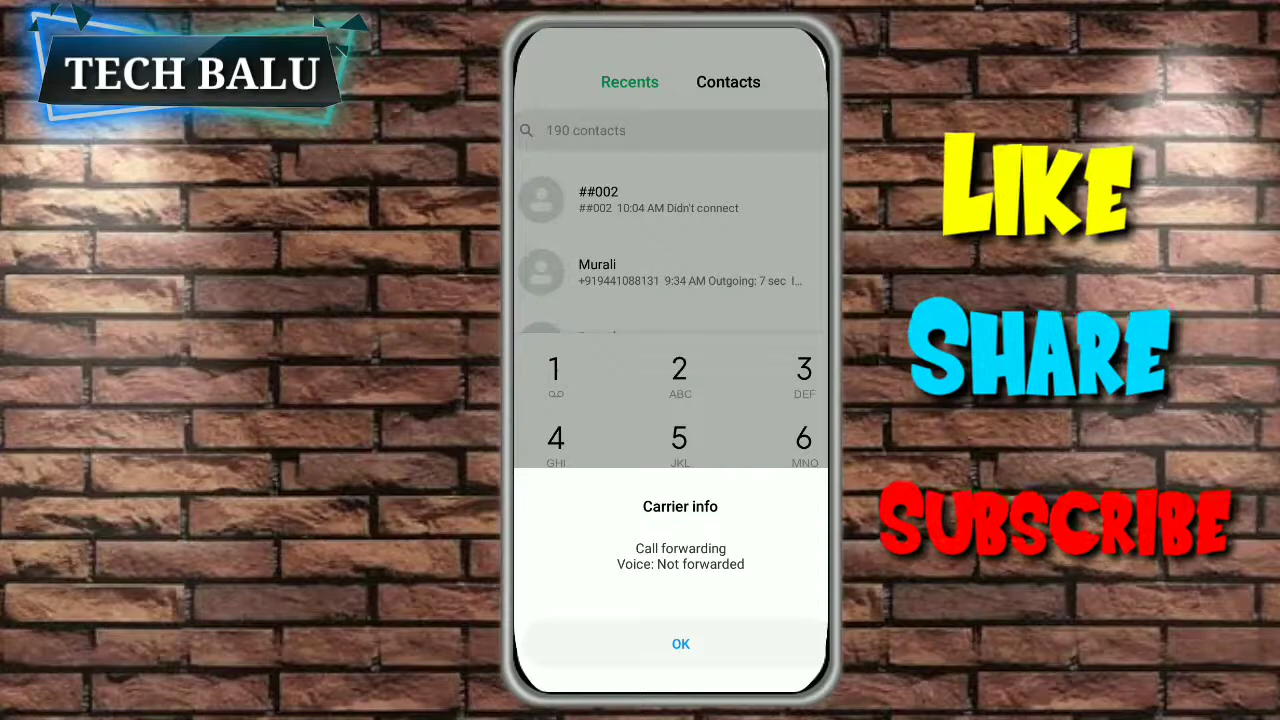 TECH BALU
Recents
Contacts
190 contacts
##002
##002 10:04 AM Didn't connect
Murali
+919441088131 9:34 AM Outgoing: 7 sec I...
1
2
ABC
3
DEF
4
GHI
5
JKL
6
MNO
Carrier info
Call forwarding
Voice: Not forwarded
OK
LIKE
SHARE
SUBSCRIBE